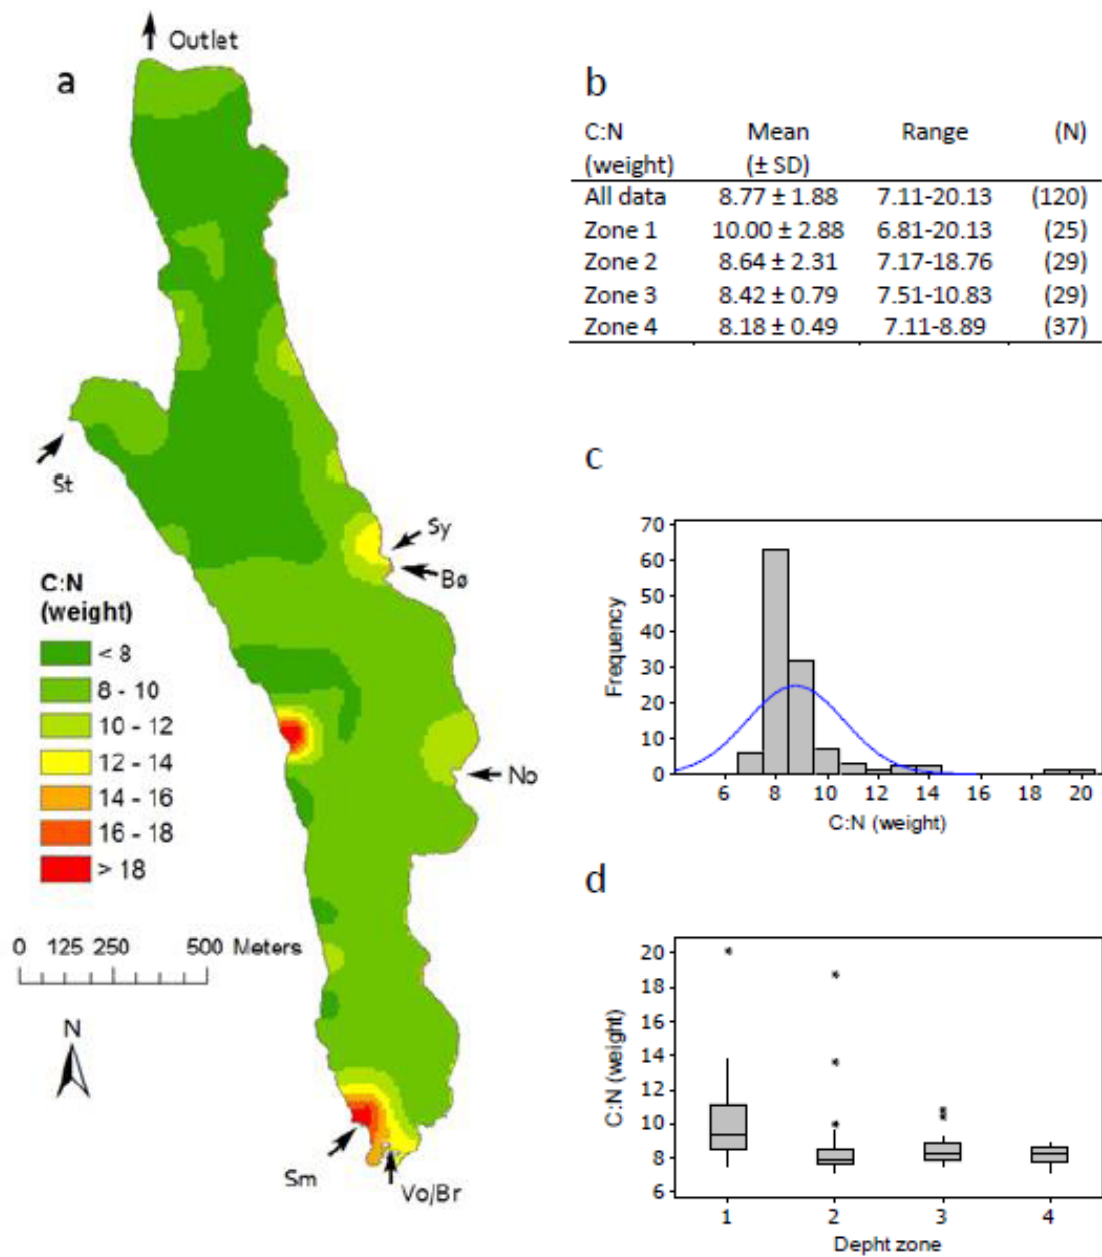 a
Outlet
St
Sy
Bø
No
Sm
Vo/Br
C:N
(weight)
< 8
8 - 10
10 - 12
12 - 14
14 - 16
16 - 18
> 18
0 125 250 500 Meters
N
b
C:N Mean Range (N)
(weight) (± SD)
All data 8.77 ± 1.88 7.11-20.13 (120)
Zone 1 10.00 ± 2.88 6.81-20.13 (25)
Zone 2 8.64 ± 2.31 7.17-18.76 (29)
Zone 3 8.42 ± 0.79 7.51-10.83 (29)
Zone 4 8.18 ± 0.49 7.11-8.89 (37)
c
Frequency
70
60
50
40
30
20
10
0
6 8 10 12 14 16 18 20
C:N (weight)
d
C:N (weight)
20
18
16
14
12
10
8
6
1 2 3 4
Depht zone